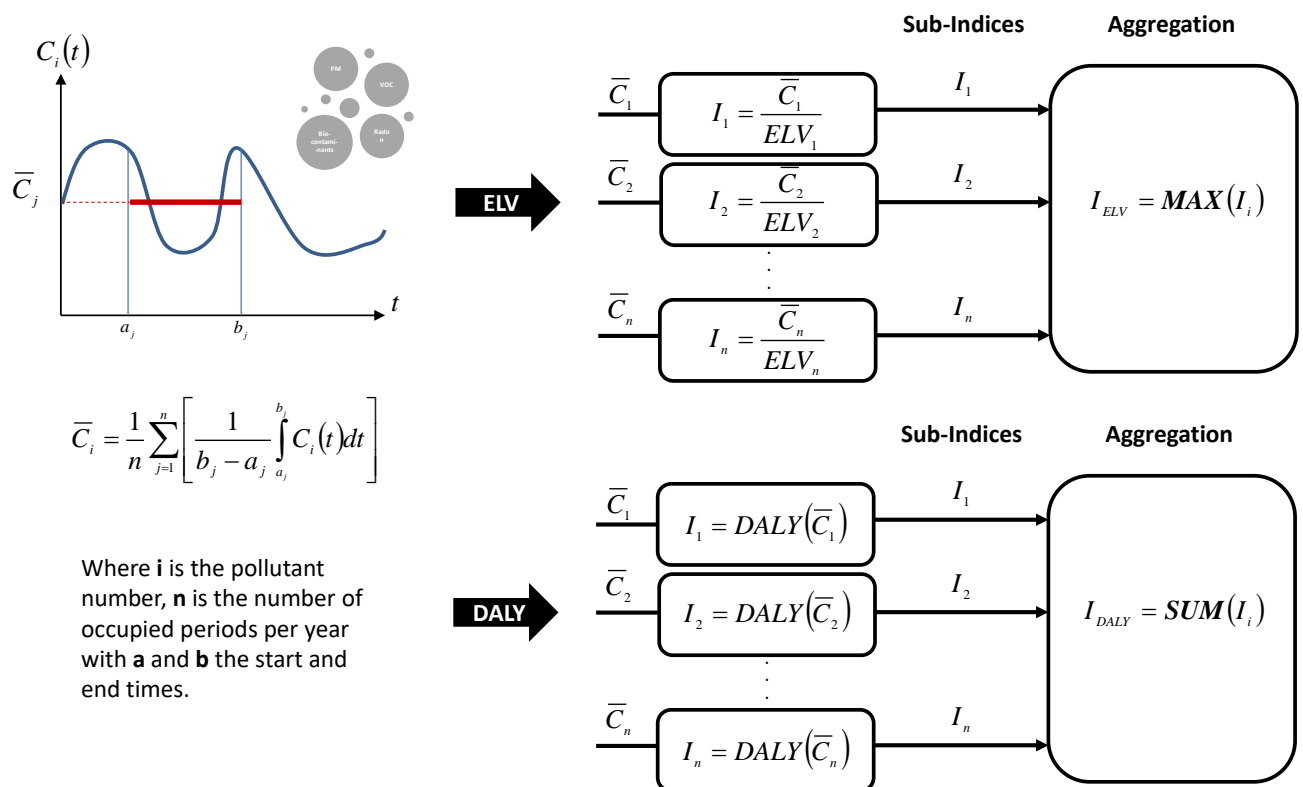 C_i(t)
PM
VOC
Bio-
contami-
-nants
Rado
n
C̅_j
t
a_j
b_j
C̅_i = 1/n ∑_{j=1}^{n} [ 1/(b_j − a_j) ∫_{a_j}^{b_j} C_i(t)dt ]
Where i is the pollutant
number, n is the number of
occupied periods per year
with a and b the start and
end times.
ELV
Sub-Indices
Aggregation
C̅_1
I_1 = C̅_1 / ELV_1
I_1
C̅_2
I_2 = C̅_2 / ELV_2
I_2
C̅_n
I_n = C̅_n / ELV_n
I_n
I_ELV = MAX(I_i)
DALY
Sub-Indices
Aggregation
C̅_1
I_1 = DALY(C̅_1)
I_1
C̅_2
I_2 = DALY(C̅_2)
I_2
C̅_n
I_n = DALY(C̅_n)
I_n
I_DALY = SUM(I_i)